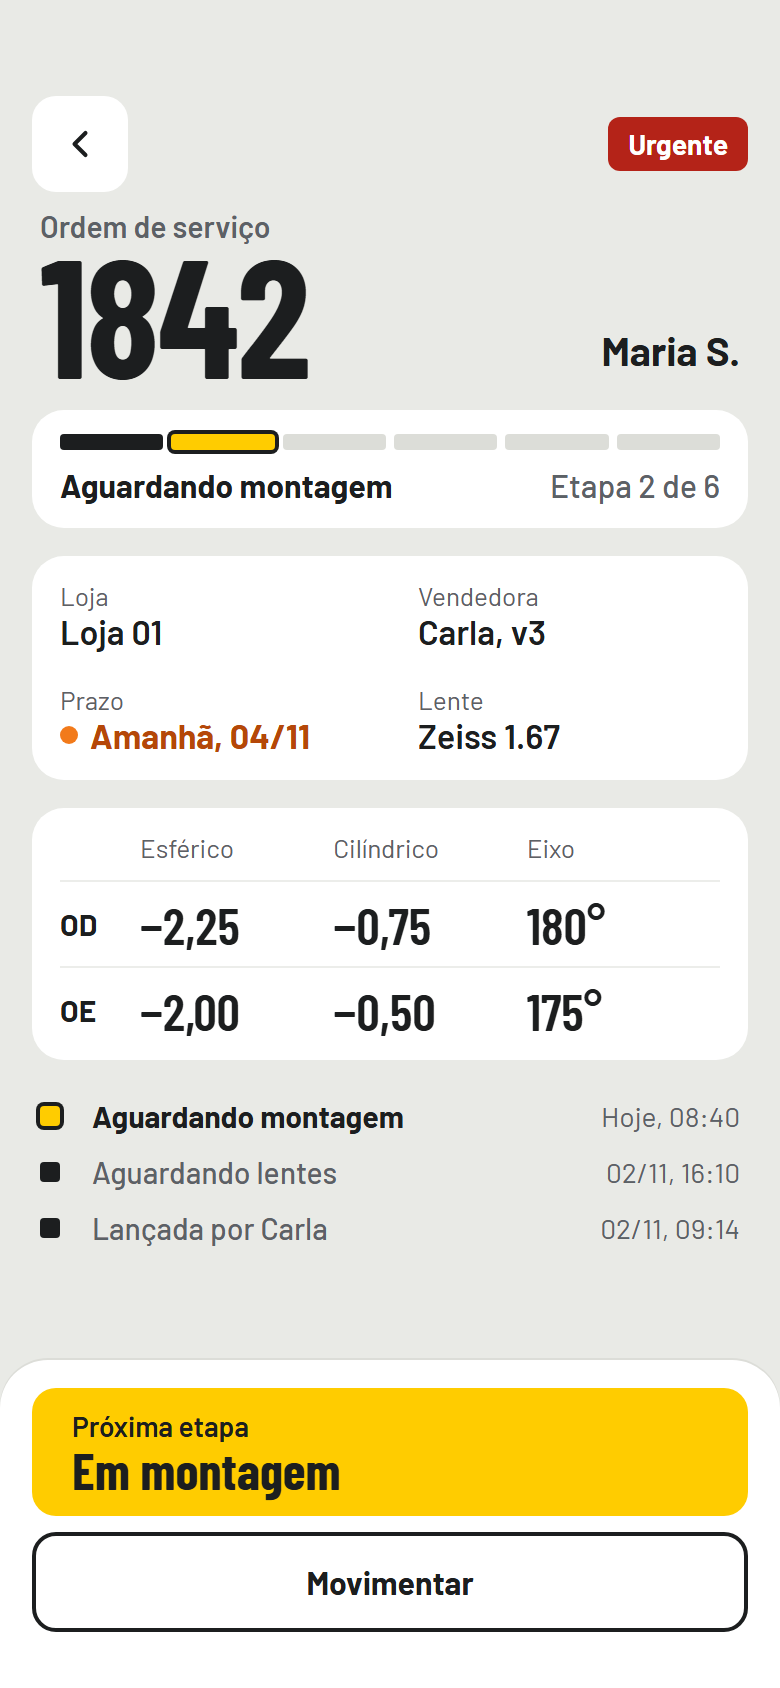 Urgente
Ordem de serviço
1842
Maria S.
Aguardando montagem Etapa 2 de 6
Loja Vendedora
Loja 01 Carla, v3
Prazo Lente
Amanhã, 04/11 Zeiss 1.67
Esférico Cilíndrico Eixo
OD −2,25 −0,75 180°
OE −2,00 −0,50 175°
Aguardando montagem Hoje, 08:40
Aguardando lentes 02/11, 16:10
Lançada por Carla 02/11, 09:14
Próxima etapa
Em montagem
Movimentar